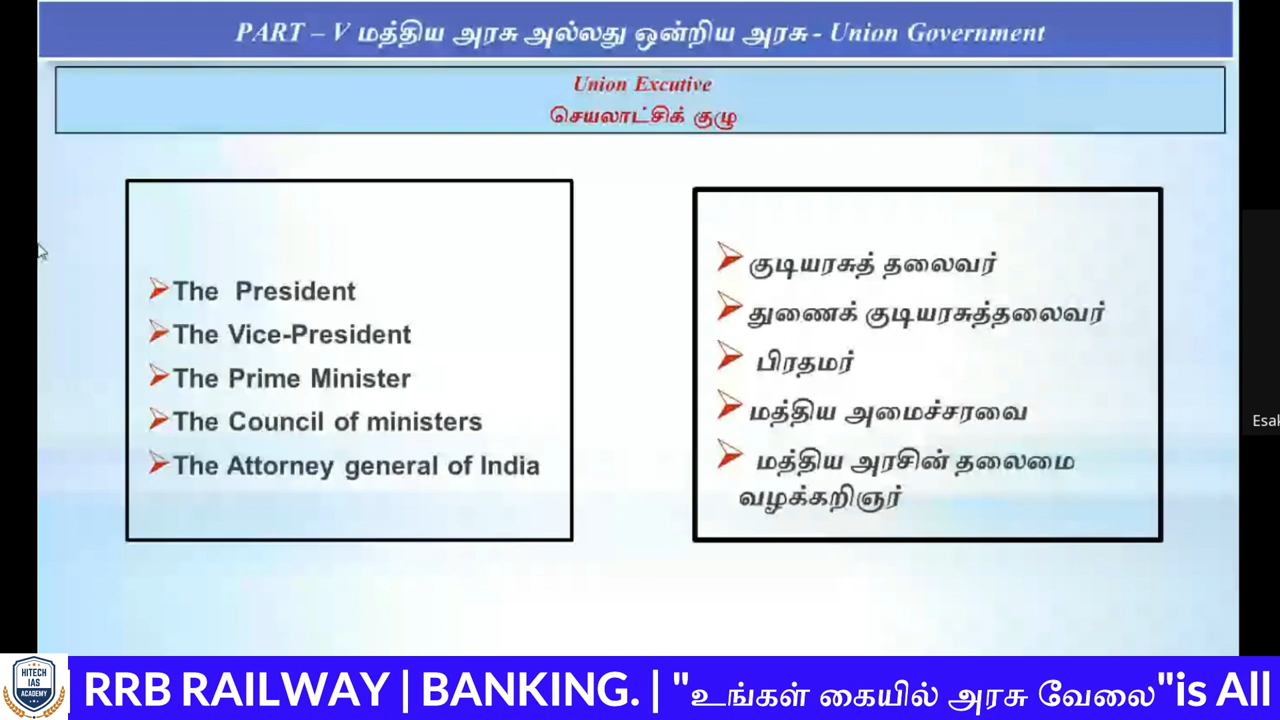 PART – V மத்திய அரசு அல்லது ஒன்றிய அரசு - Union Government
Union Excutive
செயலாட்சிக் குழு
The President
The Vice-President
The Prime Minister
The Council of ministers
The Attorney general of India
குடியரசுத் தலைவர்
துணைக் குடியரசுத்தலைவர்
பிரதமர்
மத்திய அமைச்சரவை
மத்திய அரசின் தலைமை
வழக்கறிஞர்
Esak
HITECH
IAS
ACADEMY
RRB RAILWAY | BANKING. | "உங்கள் கையில் அரசு வேலை"is All